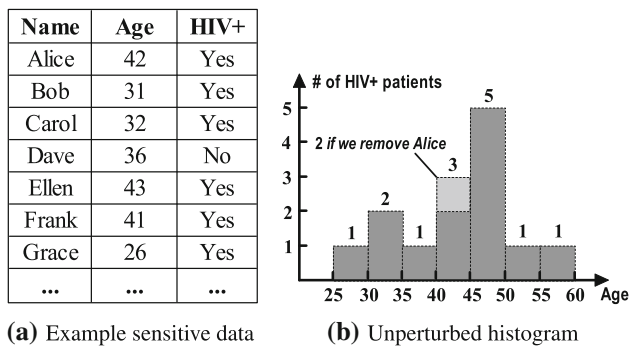 Name Age HIV+
Alice 42 Yes
Bob 31 Yes
Carol 32 Yes
Dave 36 No
Ellen 43 Yes
Frank 41 Yes
Grace 26 Yes
... ... ...
(a) Example sensitive data
# of HIV+ patients
5
4
3
2
1
2 if we remove Alice
1
2
1
3
5
1
1
25 30 35 40 45 50 55 60 Age
(b) Unperturbed histogram